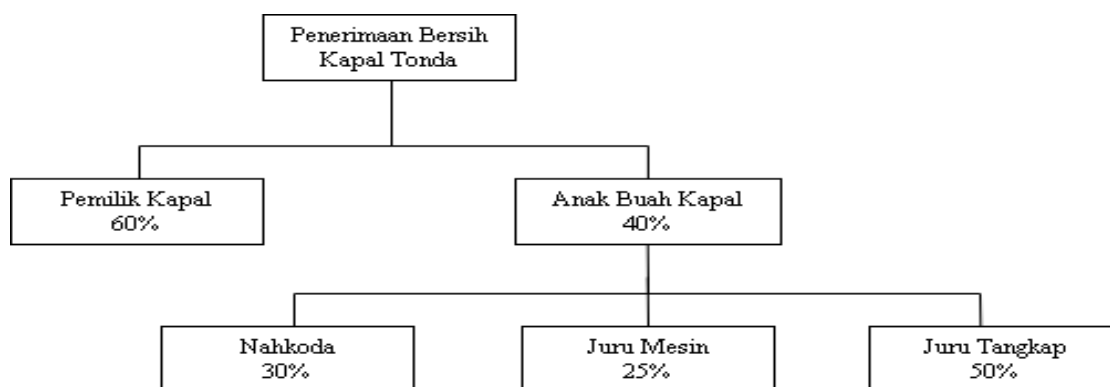 Penerimaan Bersih
Kapal Tonda
Pemilik Kapal
60%
Anak Buah Kapal
40%
Nahkoda
30%
Juru Mesin
25%
Juru Tangkap
50%